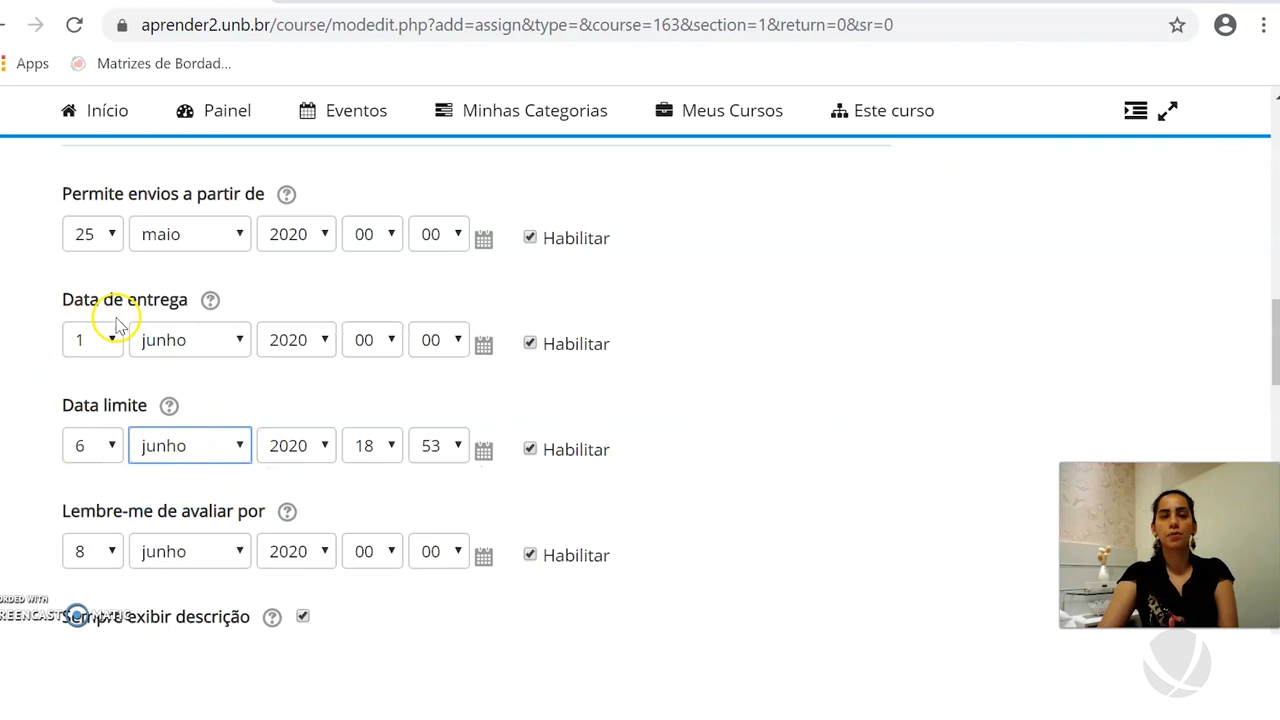 aprender2.unb.br/course/modedit.php?add=assign&type=&course=163&section=1&return=0&sr=0
Apps Matrizes de Bordad...
Início Painel Eventos Minhas Categorias Meus Cursos Este curso
Permite envios a partir de ?
25 maio 2020 00 00 Habilitar
Data de entrega ?
1 junho 2020 00 00 Habilitar
Data limite ?
6 junho 2020 18 53 Habilitar
Lembre-me de avaliar por ?
8 junho 2020 00 00 Habilitar
exibir descrição ?